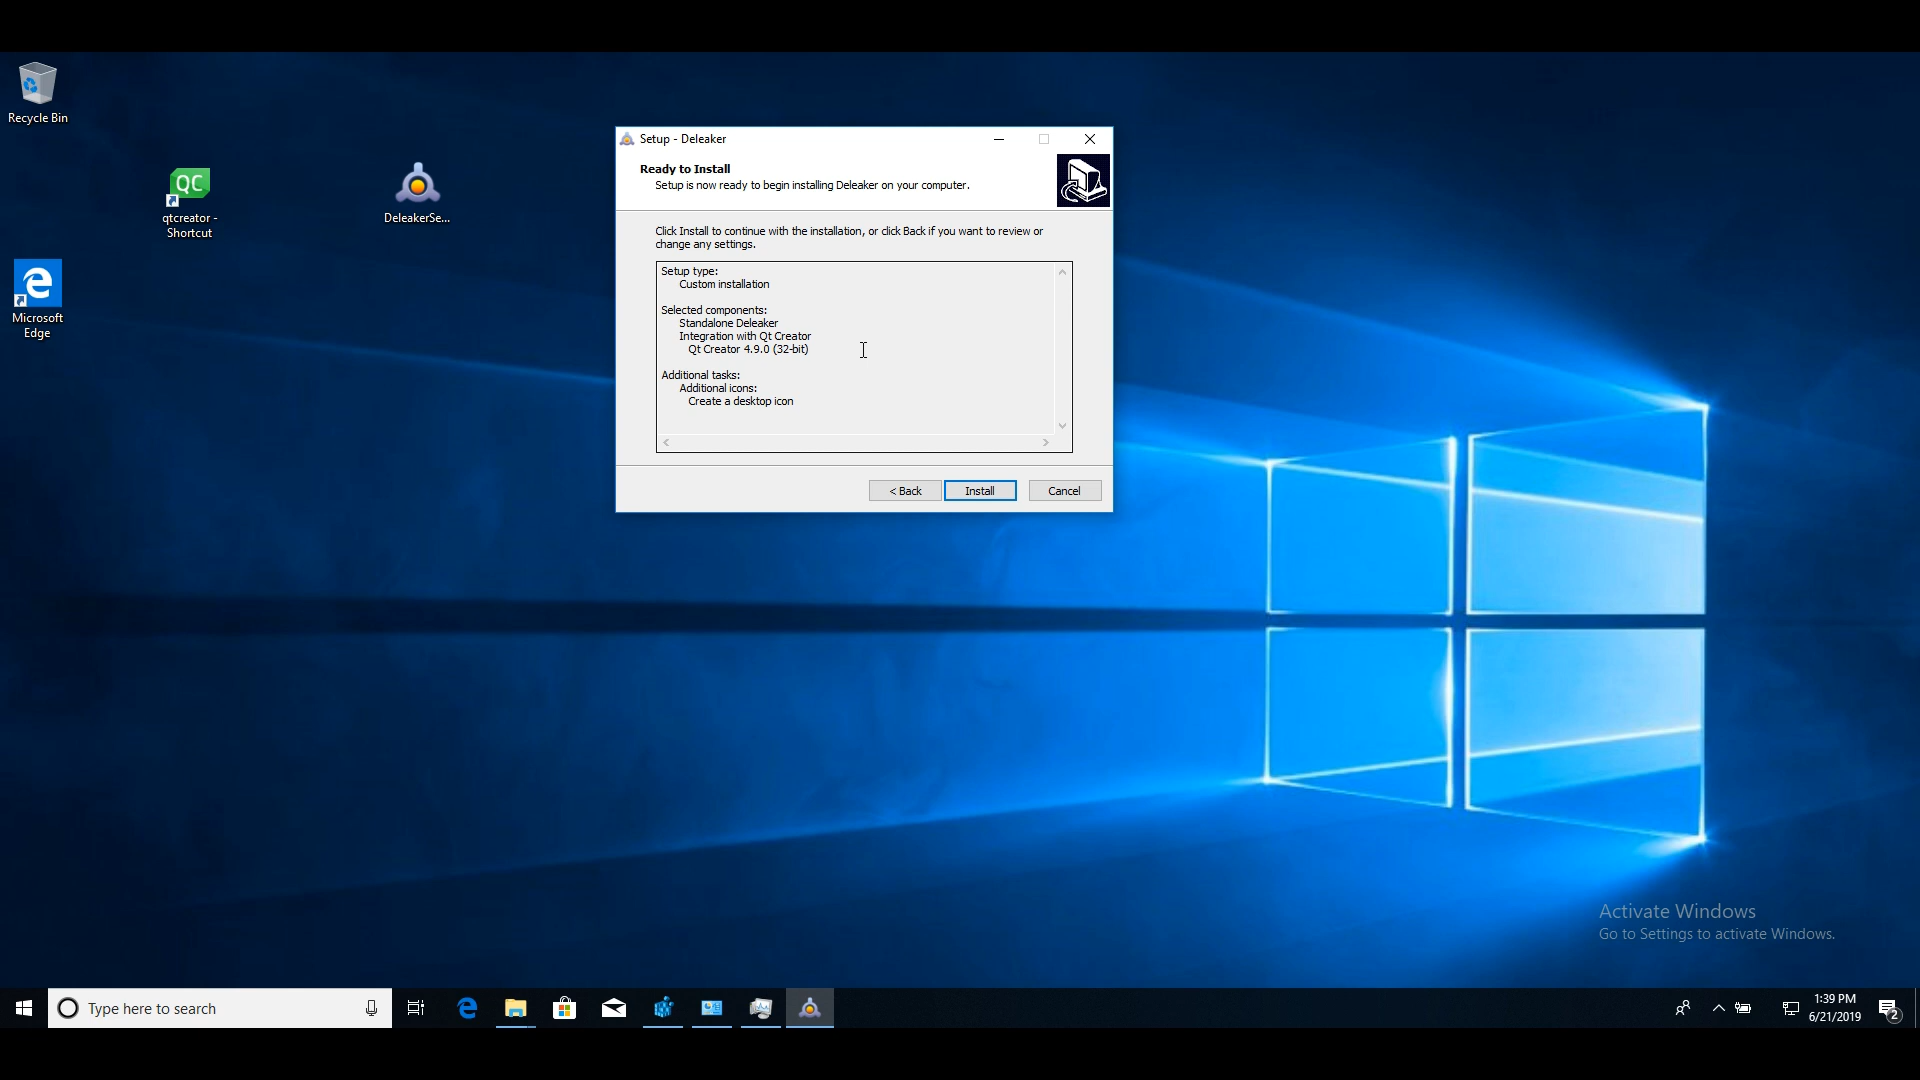 Recycle Bin
qtcreator -
Shortcut
DeleakerSe...
Microsoft
Edge
Setup - Deleaker
Ready to Install
Setup is now ready to begin installing Deleaker on your computer.
Click Install to continue with the installation, or click Back if you want to review or
change any settings.
Setup type:
Custom installation
Selected components:
Standalone Deleaker
Integration with Qt Creator
Qt Creator 4.9.0 (32-bit)
Additional tasks:
Additional icons:
Create a desktop icon
< Back
Install
Cancel
Activate Windows
Go to Settings to activate Windows.
Type here to search
1:39 PM
6/21/2019
2
QC